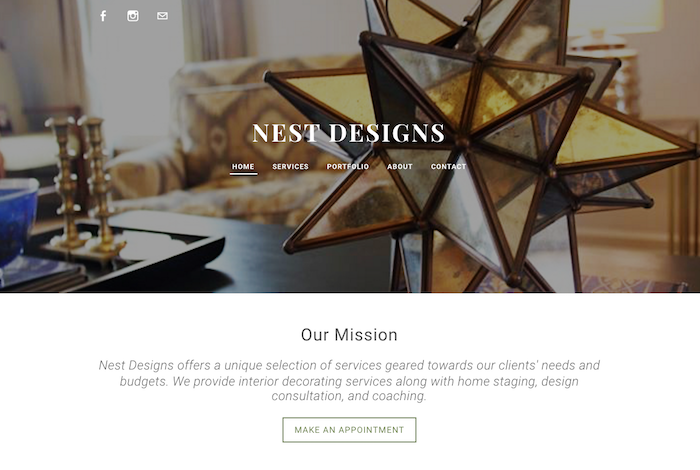 NEST DESIGNS
HOME SERVICES PORTFOLIO ABOUT CONTACT
Our Mission
Nest Designs offers a unique selection of services geared towards our clients' needs and
budgets. We provide interior decorating services along with home staging, design
consultation, and coaching.
MAKE AN APPOINTMENT